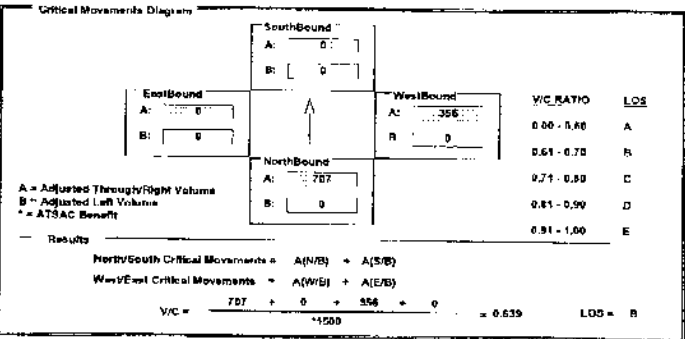 Critical Movements Diagram
SouthBound
A: 0
B: 0
EastBound
A: 0
B: 0
WestBound
A: 356
B 0
NorthBound
A: 707
B: 0
V/C RATIO LOS
0.00 - 0.60 A
0.61 - 0.70 B
0.71 - 0.80 C
0.81 - 0.90 D
0.91 - 1.00 E
A = Adjusted Through/Right Volume
B = Adjusted Left Volume
* = ATSAC Benefit
Results
North/South Critical Movements = A(N/B) + A(S/B)
West/East Critical Movements = A(W/B) + A(E/B)
V/C = 707 + 0 + 356 + 0 = 0.639 LOS = B
*1500